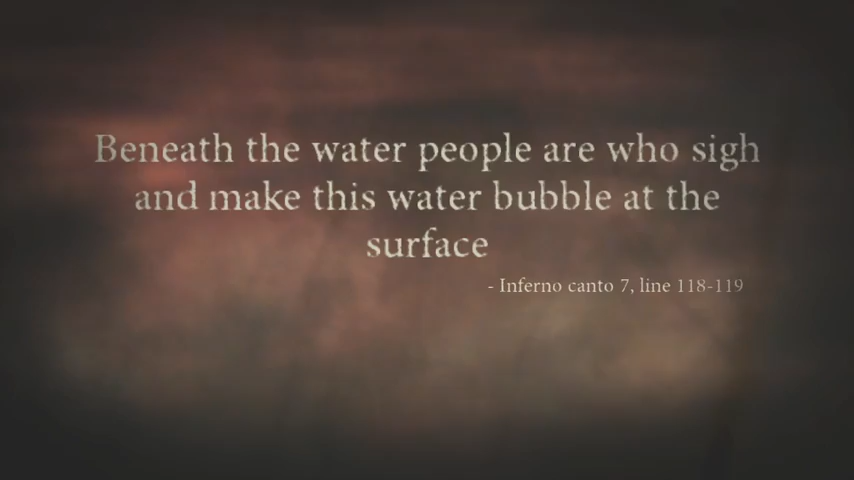 Beneath the water people are who sigh
and make this water bubble at the
surface
- Inferno canto 7, line 118-119